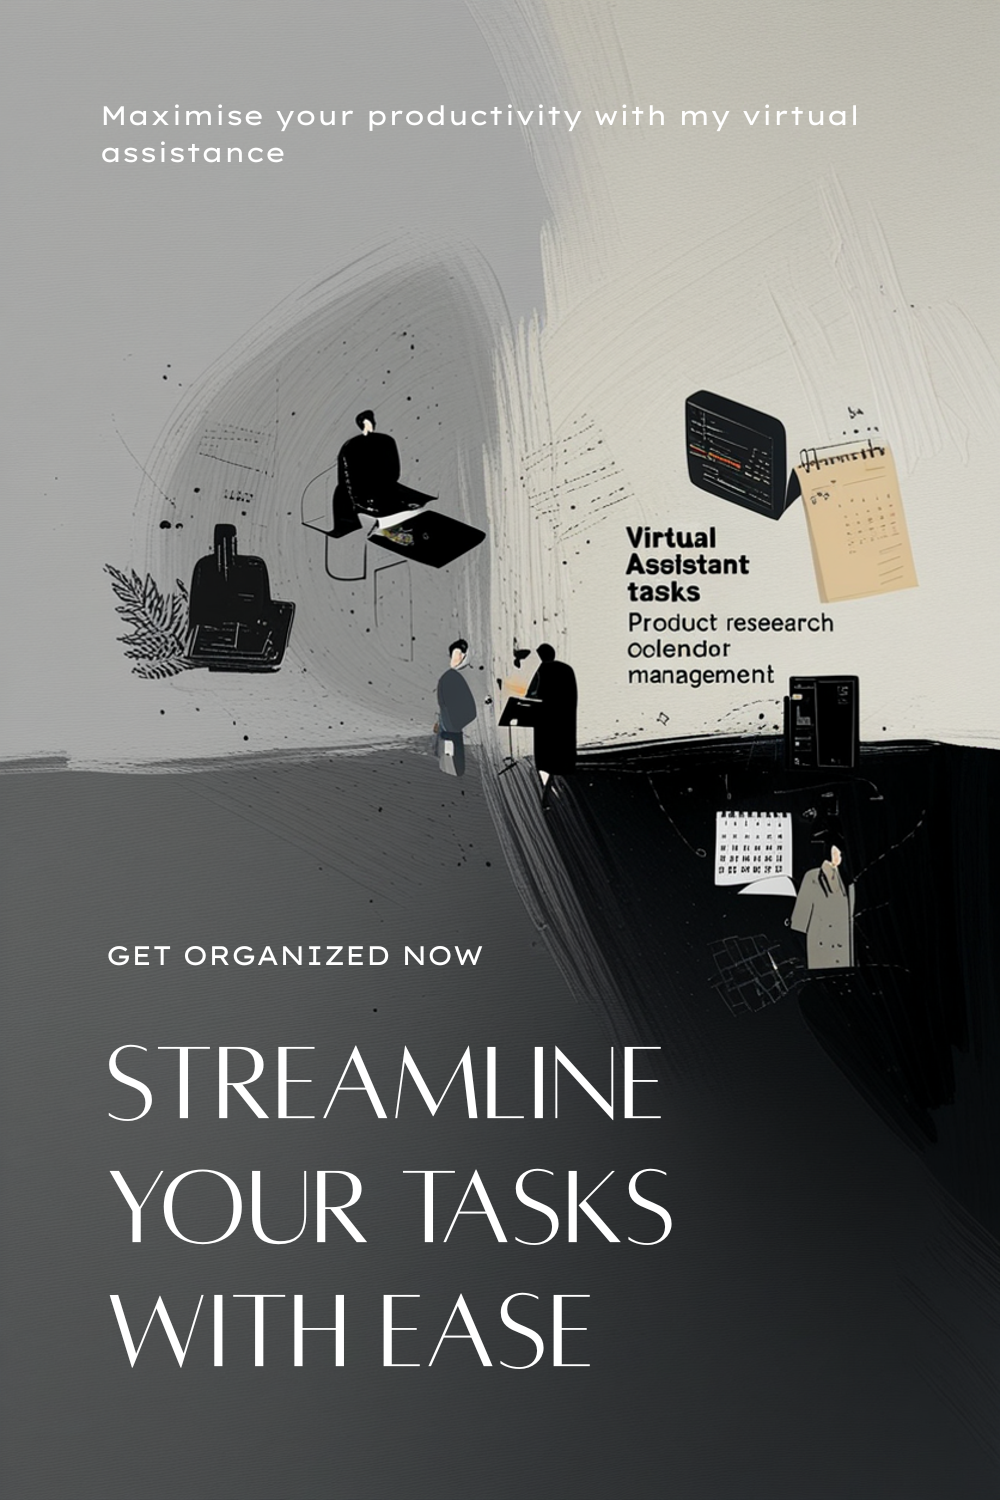 Maximise your productivity with my virtual
assistance
Virtual
Assistant
tasks
Product reseearch
oclendor
management
GET ORGANIZED NOW
STREAMLINE
YOUR TASKS
WITH EASE